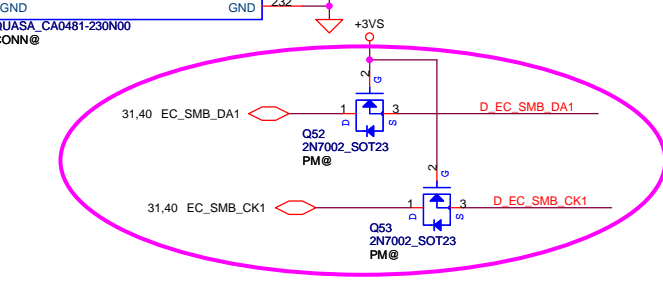 GND GND 232
QUASA_CA0481-230N00
CONN@
+3VS
2 G
31,40 EC_SMB_DA1 1 3 D_EC_SMB_DA1
D S
Q52
2N7002_SOT23
PM@
2 G
31,40 EC_SMB_CK1 1 3 D_EC_SMB_CK1
D S
Q53
2N7002_SOT23
PM@